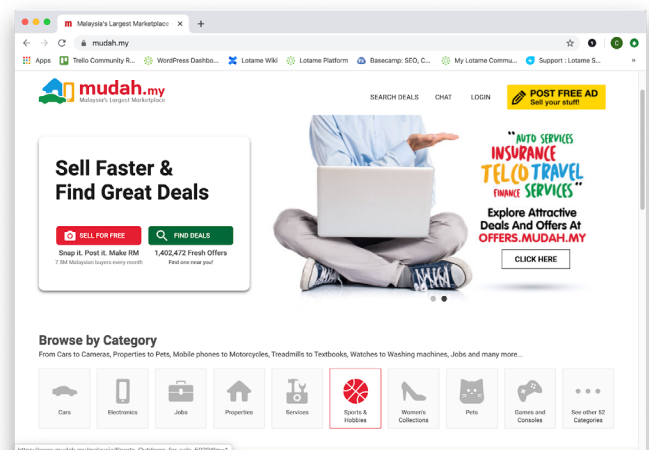 Malaysia's Largest Marketplace
mudah.my
Apps
Trello Community R...
WordPress Dashbo...
Lotame Wiki
Lotame Platform
Basecamp: SEO, C...
My Lotame Commu...
Support : Lotame S...
»
mudah.my
Malaysia's Largest Marketplace
SEARCH DEALS
CHAT
LOGIN
POST FREE AD
Sell your stuff!
Sell Faster &
Find Great Deals
SELL FOR FREE
FIND DEALS
Snap it. Post it. Make RM
7.8M Malaysian buyers every month
1,402,472 Fresh Offers
Find one near you!
"AUTO SERVICES
INSURANCE
TELCO TRAVEL
FINANCE SERVICES"
Explore Attractive
Deals And Offers At
OFFERS.MUDAH.MY
CLICK HERE
Browse by Category
From Cars to Cameras, Properties to Pets, Mobile phones to Motorcycles, Treadmills to Textbooks, Watches to Washing machines, Jobs and many more...
Cars
Electronics
Jobs
Properties
Services
Sports &
Hobbies
Women's
Collections
Pets
Games and
Consoles
See other 52
Categories